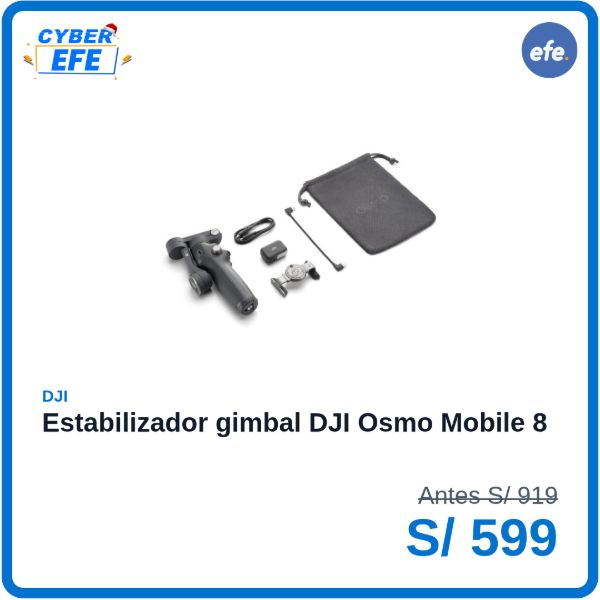 CYBER
EFE
efe.
DJI
Estabilizador gimbal DJI Osmo Mobile 8
Antes S/ 919
S/ 599